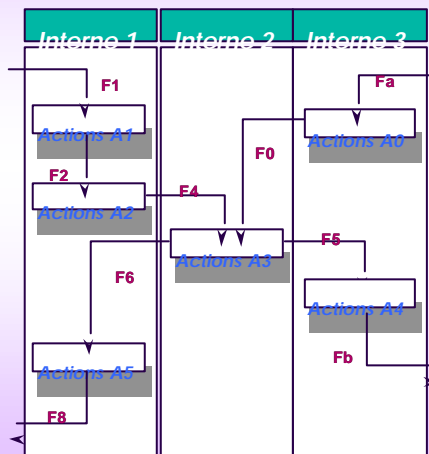 Interne 1 Interne 2 Interne 3
F1 Fa
Actions A1 Actions A0
F0
F2 F4
Actions A2
F5
Actions A3
F6
Actions A4
Fb
Actions A5
F8